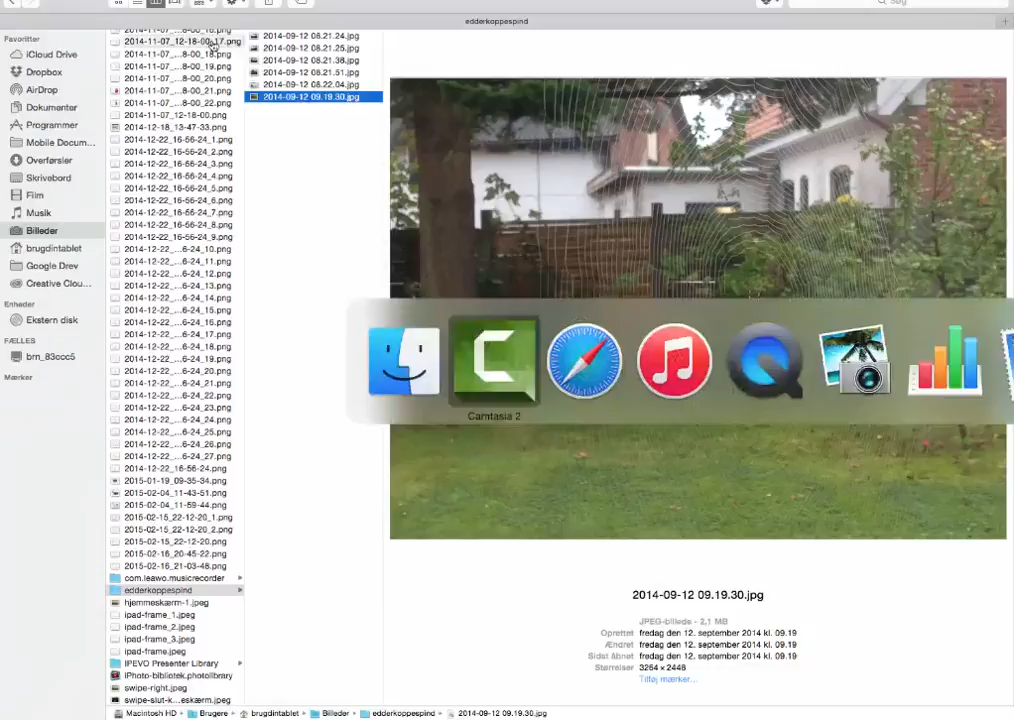 Søg
edderkoppespind
Favoritter
iCloud Drive
Dropbox
AirDrop
Dokumenter
Programmer
Mobile Docum...
Overførsler
Skrivebord
Film
Musik
Billeder
brugdintablet
Google Drev
Creative Clou...
Enheder
Ekstern disk
FÆLLES
brn_83ccc5
Mærker
2014-11-07_12-18-00_17.png
2014-11-07_...8-00_18.png
2014-11-07_...8-00_19.png
2014-11-07_...8-00_20.png
2014-11-07_...8-00_21.png
2014-11-07_...8-00_22.png
2014-11-07_12-18-00.png
2014-12-18_13-47-33.png
2014-12-22_16-56-24_1.png
2014-12-22_16-56-24_2.png
2014-12-22_16-56-24_3.png
2014-12-22_16-56-24_4.png
2014-12-22_16-56-24_5.png
2014-12-22_16-56-24_6.png
2014-12-22_16-56-24_7.png
2014-12-22_16-56-24_8.png
2014-12-22_16-56-24_9.png
2014-12-22_...6-24_10.png
2014-12-22_...6-24_11.png
2014-12-22_...6-24_12.png
2014-12-22_...6-24_13.png
2014-12-22_...6-24_14.png
2014-12-22_...6-24_15.png
2014-12-22_...6-24_16.png
2014-12-22_...6-24_17.png
2014-12-22_...6-24_18.png
2014-12-22_...6-24_19.png
2014-12-22_...6-24_20.png
2014-12-22_...6-24_21.png
2014-12-22_...6-24_22.png
2014-12-22_...6-24_23.png
2014-12-22_...6-24_24.png
2014-12-22_...6-24_25.png
2014-12-22_...6-24_26.png
2014-12-22_...6-24_27.png
2014-12-22_16-56-24.png
2015-01-19_09-35-34.png
2015-02-04_11-43-51.png
2015-02-04_11-59-44.png
2015-02-15_22-12-20_1.png
2015-02-15_22-12-20_2.png
2015-02-15_22-12-20.png
2015-02-16_20-45-22.png
2015-02-16_21-03-48.png
com.leawo.musicrecorder
edderkoppespind
hjemmeskærm-1.jpeg
ipad-frame_1.jpeg
ipad-frame_2.jpeg
ipad-frame_3.jpeg
ipad-frame.jpeg
IPEVO Presenter Library
iPhoto-bibliotek.photolibrary
swipe-right.jpeg
swipe-slut-k...eskærm.jpeg
2014-09-12 08.21.24.jpg
2014-09-12 08.21.25.jpg
2014-09-12 08.21.38.jpg
2014-09-12 08.21.51.jpg
2014-09-12 08.22.04.jpg
2014-09-12 09.19.30.jpg
Camtasia 2
2014-09-12 09.19.30.jpg
JPEG-billede - 2,1 MB
Oprettet fredag den 12. september 2014 kl. 09.19
Ændret fredag den 12. september 2014 kl. 09.19
Sidst åbnet fredag den 12. september 2014 kl. 09.19
Størrelser 3264 × 2448
Tilføj mærker...
Macintosh HD
Brugere
brugdintablet
Billeder
edderkoppespind
2014-09-12 09.19.30.jpg